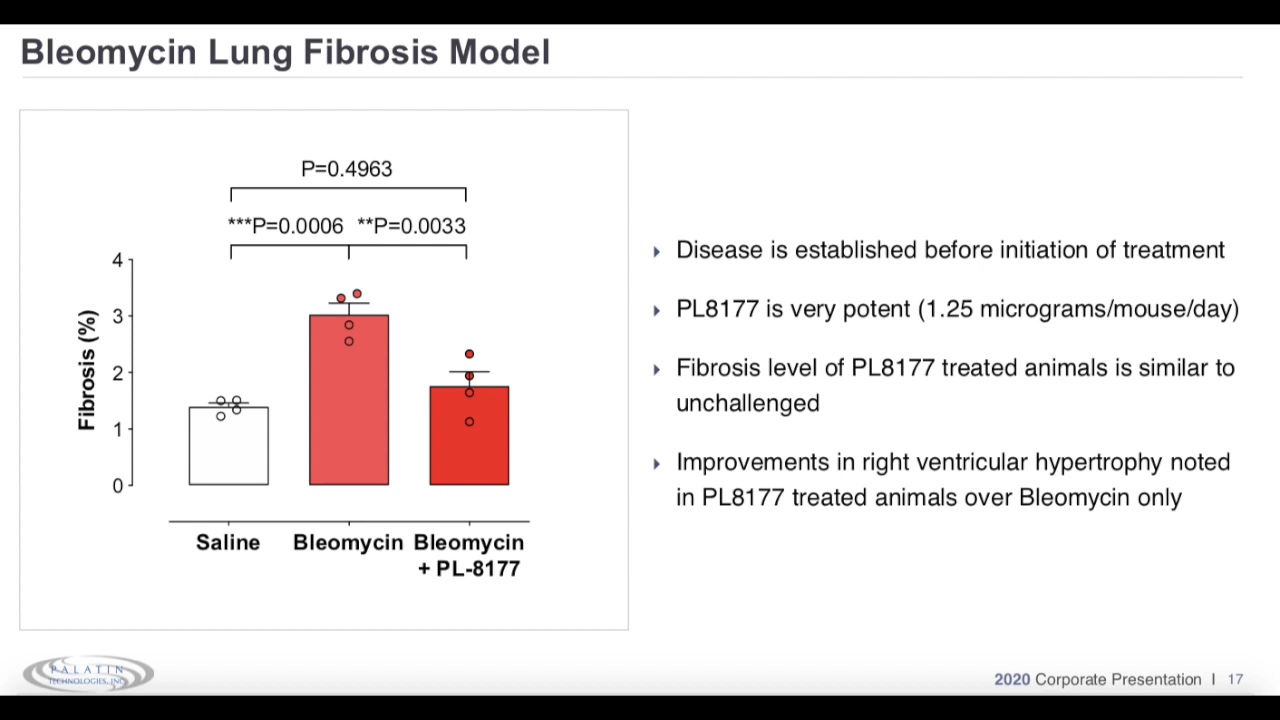 Bleomycin Lung Fibrosis Model
P=0.4963
***P=0.0006 **P=0.0033
4
3
2
1
0
Fibrosis (%)
Saline
Bleomycin
Bleomycin
+ PL-8177
Disease is established before initiation of treatment
PL8177 is very potent (1.25 micrograms/mouse/day)
Fibrosis level of PL8177 treated animals is similar to
unchallenged
Improvements in right ventricular hypertrophy noted
in PL8177 treated animals over Bleomycin only
PALATIN
TECHNOLOGIES, INC.
2020 Corporate Presentation | 17